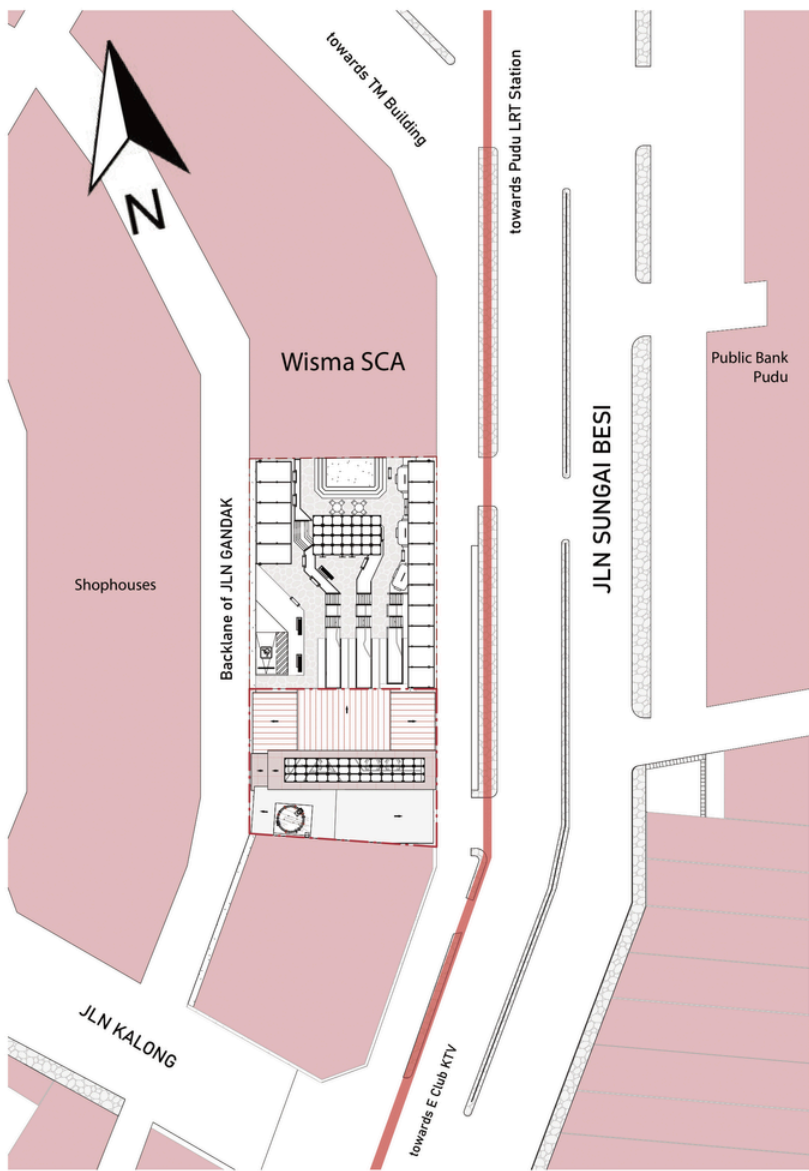 towards TM Building
towards Pudu LRT Station
N
Wisma SCA
Public Bank
Pudu
JLN SUNGAI BESI
Backlane of JLN GANDAK
Shophouses
JLN KALONG
towards E Club KTV